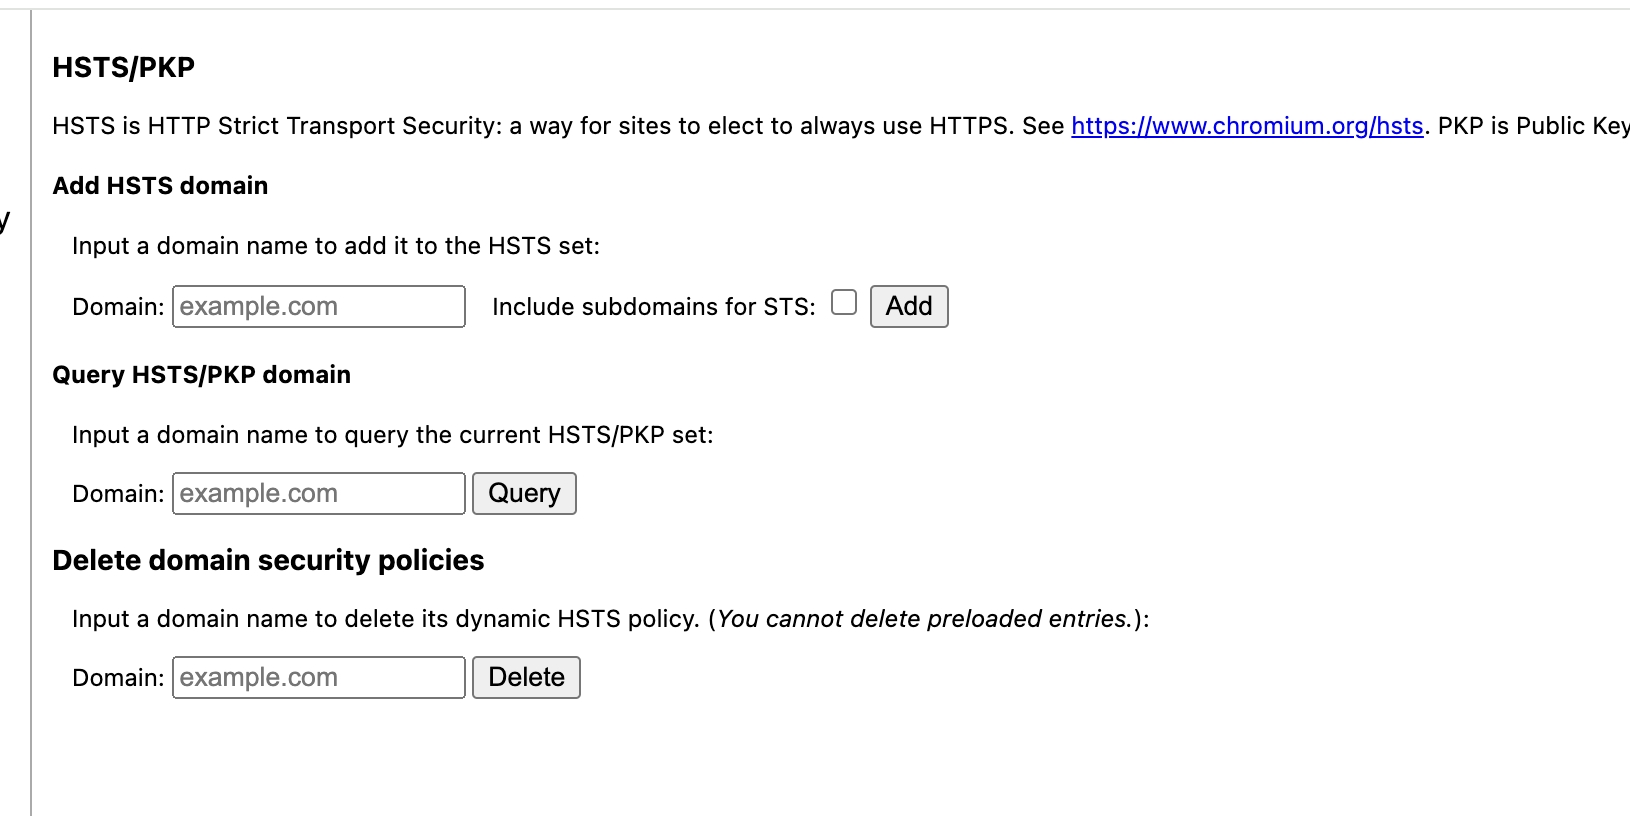 HSTS/PKP
HSTS is HTTP Strict Transport Security: a way for sites to elect to always use HTTPS. See https://www.chromium.org/hsts. PKP is Public Key
Add HSTS domain
y
Input a domain name to add it to the HSTS set:
Domain: example.com Include subdomains for STS: Add
Query HSTS/PKP domain
Input a domain name to query the current HSTS/PKP set:
Domain: example.com Query
Delete domain security policies
Input a domain name to delete its dynamic HSTS policy. (You cannot delete preloaded entries.):
Domain: example.com Delete